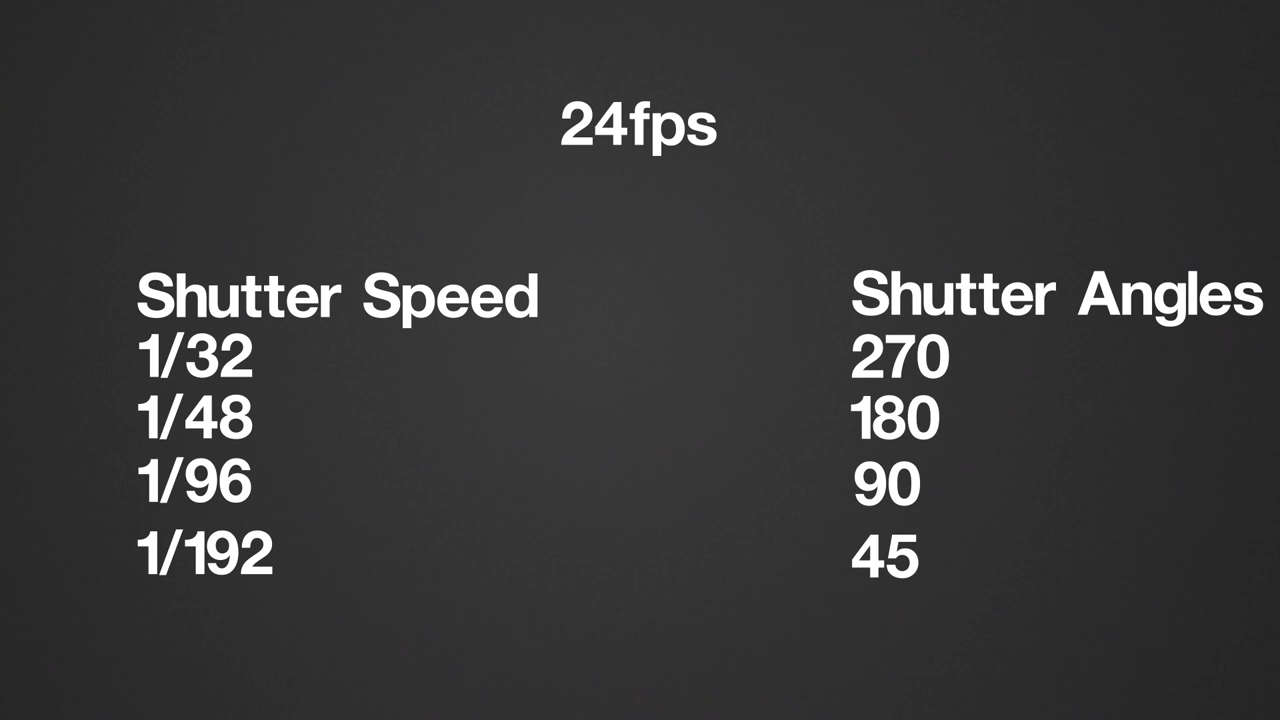 24fps
Shutter Speed
1/32
1/48
1/96
1/192
Shutter Angles
270
180
90
45